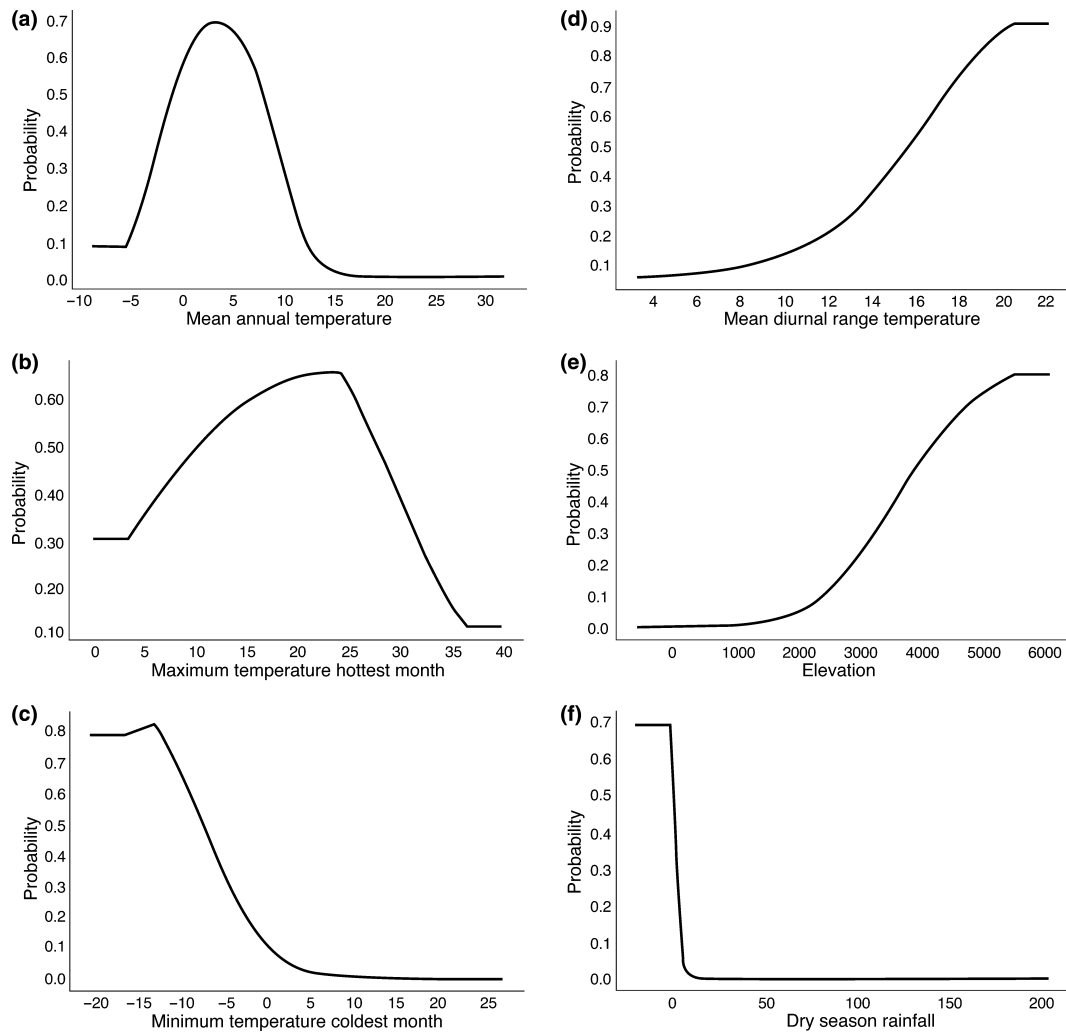 (a)
0.7
0.6
0.5
0.4
0.3
0.2
0.1
0.0
Probability
−10 −5 0 5 10 15 20 25 30
Mean annual temperature
(d)
0.9
0.8
0.7
0.6
0.5
0.4
0.3
0.2
0.1
Probability
4 6 8 10 12 14 16 18 20 22
Mean diurnal range temperature
(b)
0.60
0.50
0.40
0.30
0.20
0.10
Probability
0 5 10 15 20 25 30 35 40
Maximum temperature hottest month
(e)
0.8
0.7
0.6
0.5
0.4
0.3
0.2
0.1
0.0
Probability
0 1000 2000 3000 4000 5000 6000
Elevation
(c)
0.8
0.7
0.6
0.5
0.4
0.3
0.2
0.1
0.0
Probability
−20 −15 −10 −5 0 5 10 15 20 25
Minimum temperature coldest month
(f)
0.7
0.6
0.5
0.4
0.3
0.2
0.1
0.0
Probability
0 50 100 150 200
Dry season rainfall